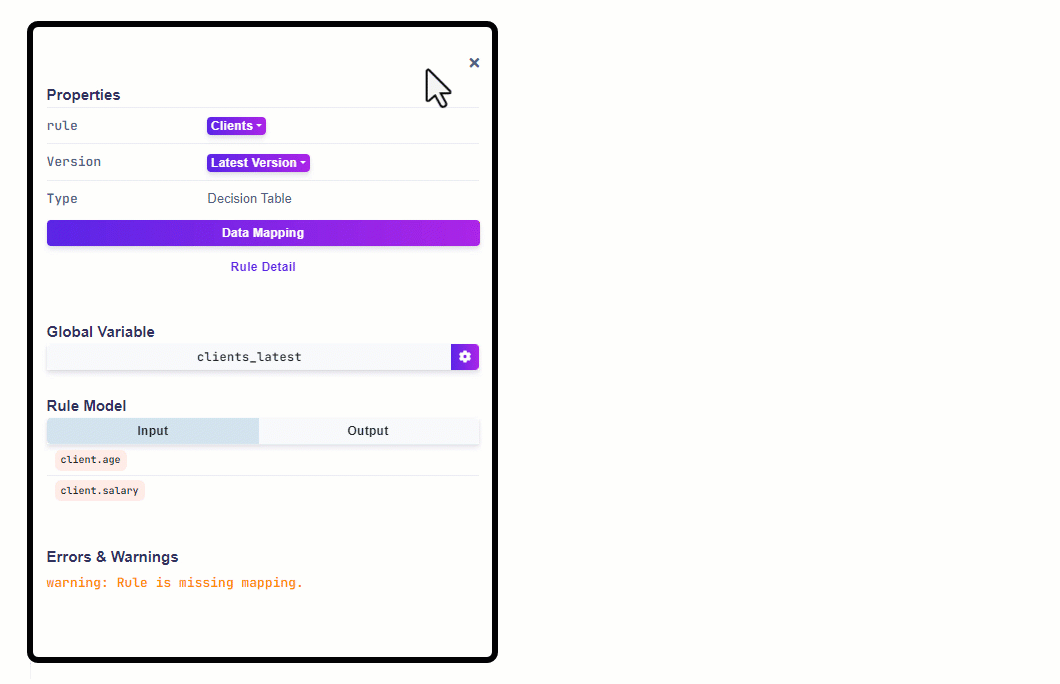 ×
Properties
rule Clients
Version Latest Version
Type Decision Table
Data Mapping
Rule Detail
Global Variable
clients_latest
Rule Model
Input Output
client.age
client.salary
Errors & Warnings
warning: Rule is missing mapping.